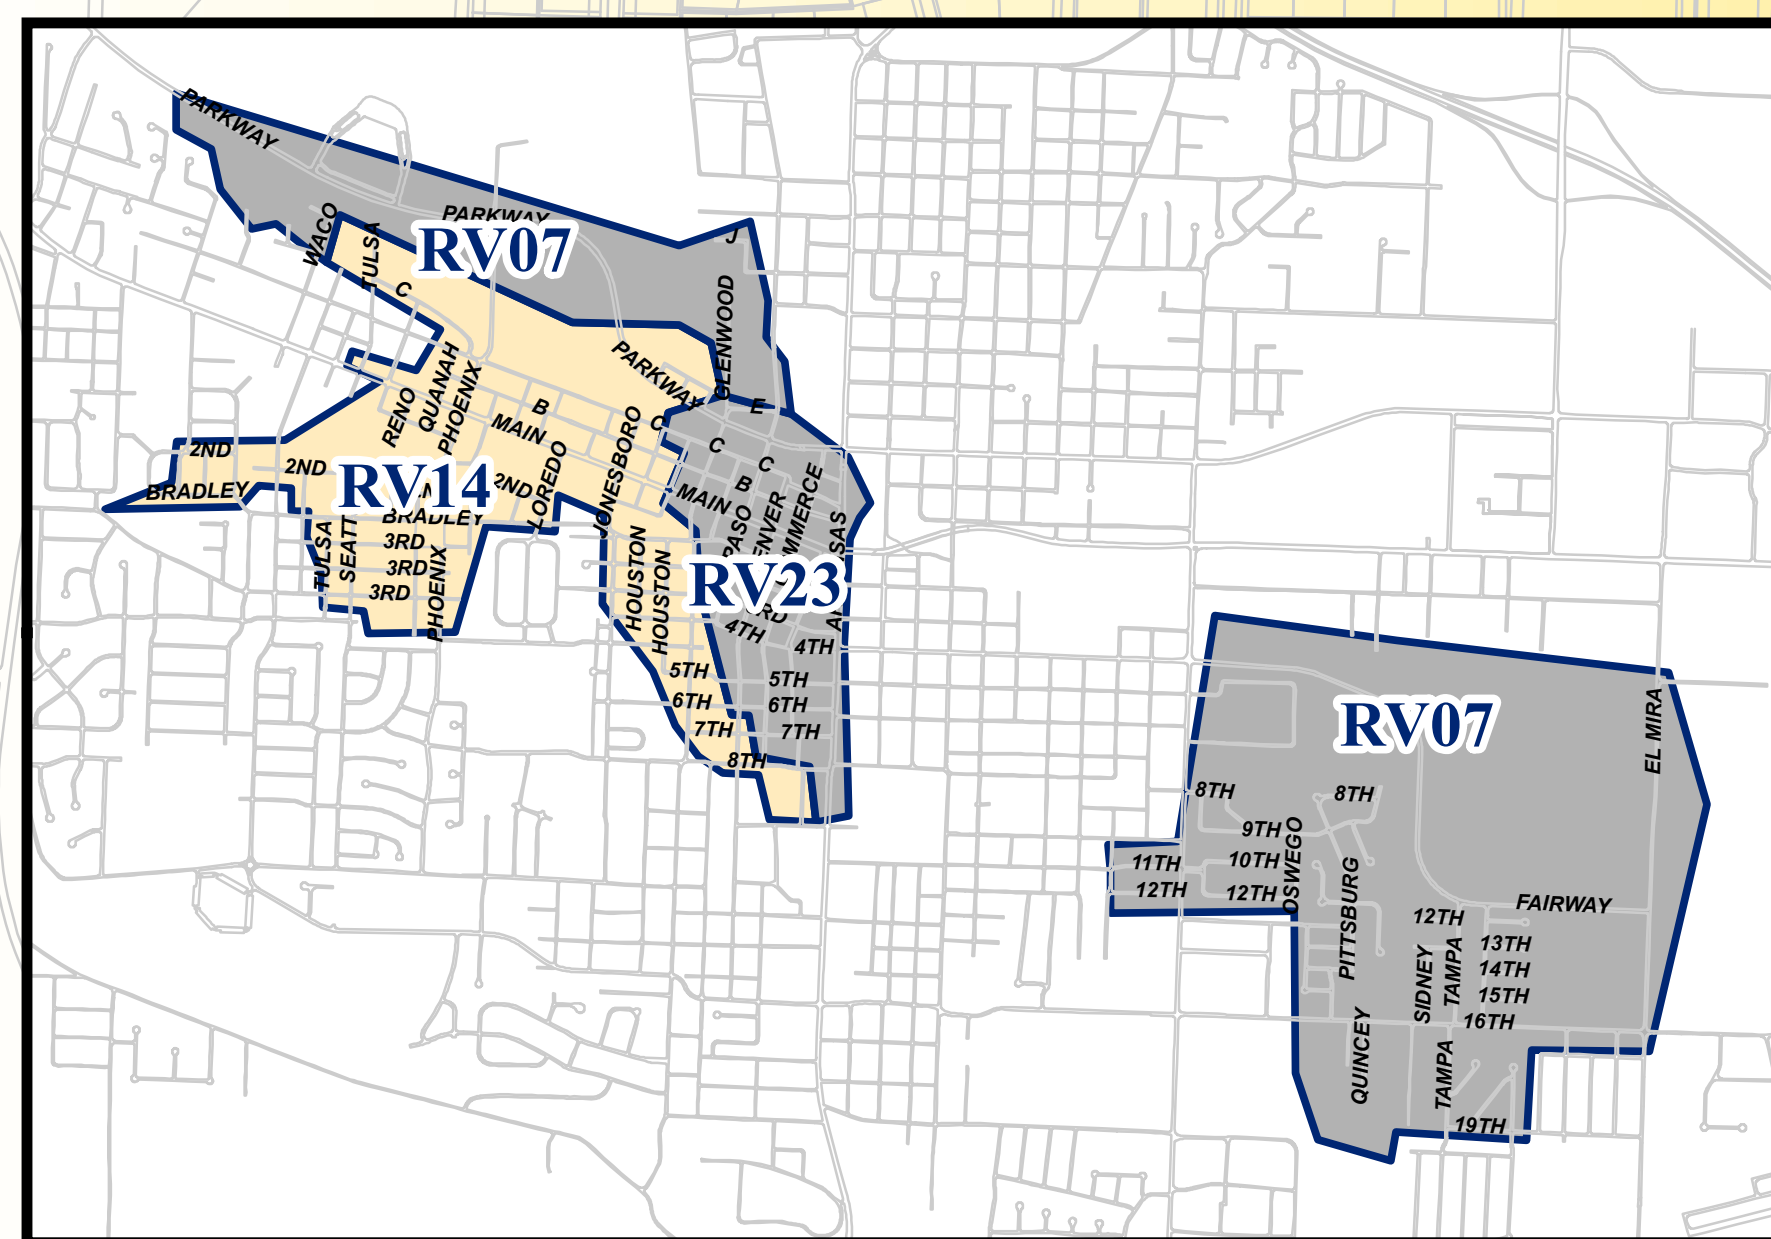 PARKWAY
WACO
TULSA
PARKWAY
RV07
J
C
GLENWOOD
PARKWAY
E
RENO
QUANAH
PHOENIX
B
MAIN
JONESBORO
C
C
C
B
MAIN
COMMERCE
2ND
2ND
2ND
LOREDO
BRADLEY
RV14
BRADLEY
TULSA
3RD
3RD
3RD
PHOENIX
HOUSTON
HOUSTON
RV23
4TH
4TH
5TH
5TH
6TH
6TH
7TH
7TH
8TH
RV07
EL MIRA
8TH
8TH
9TH
OSWEGO
11TH
10TH
12TH
12TH
PITTSBURG
FAIRWAY
12TH
13TH
SIDNEY
TAMPA
14TH
15TH
16TH
QUINCEY
TAMPA
19TH